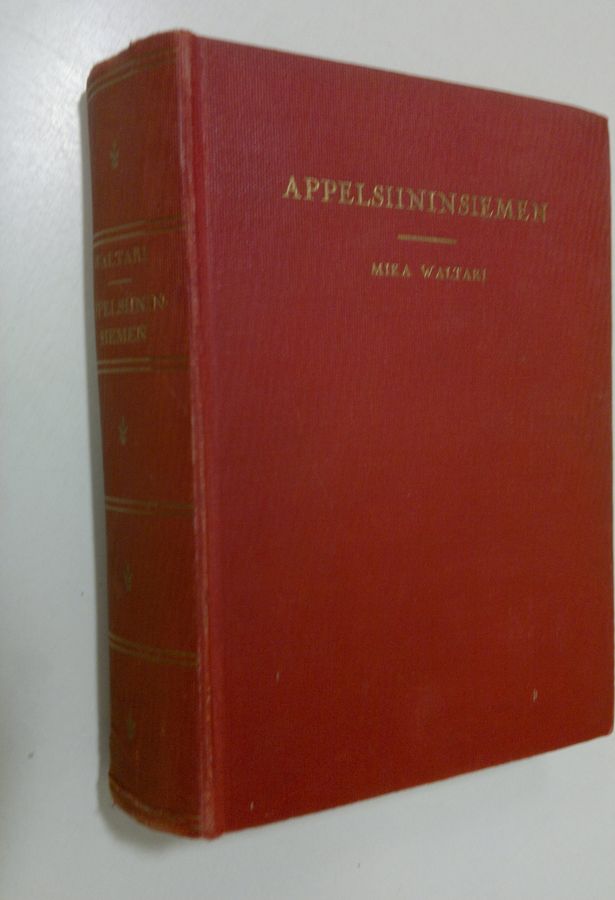 APPELSIININSIEMEN
MIKA WALTARI
WALTARI
APPELSIININ-
SIEMEN